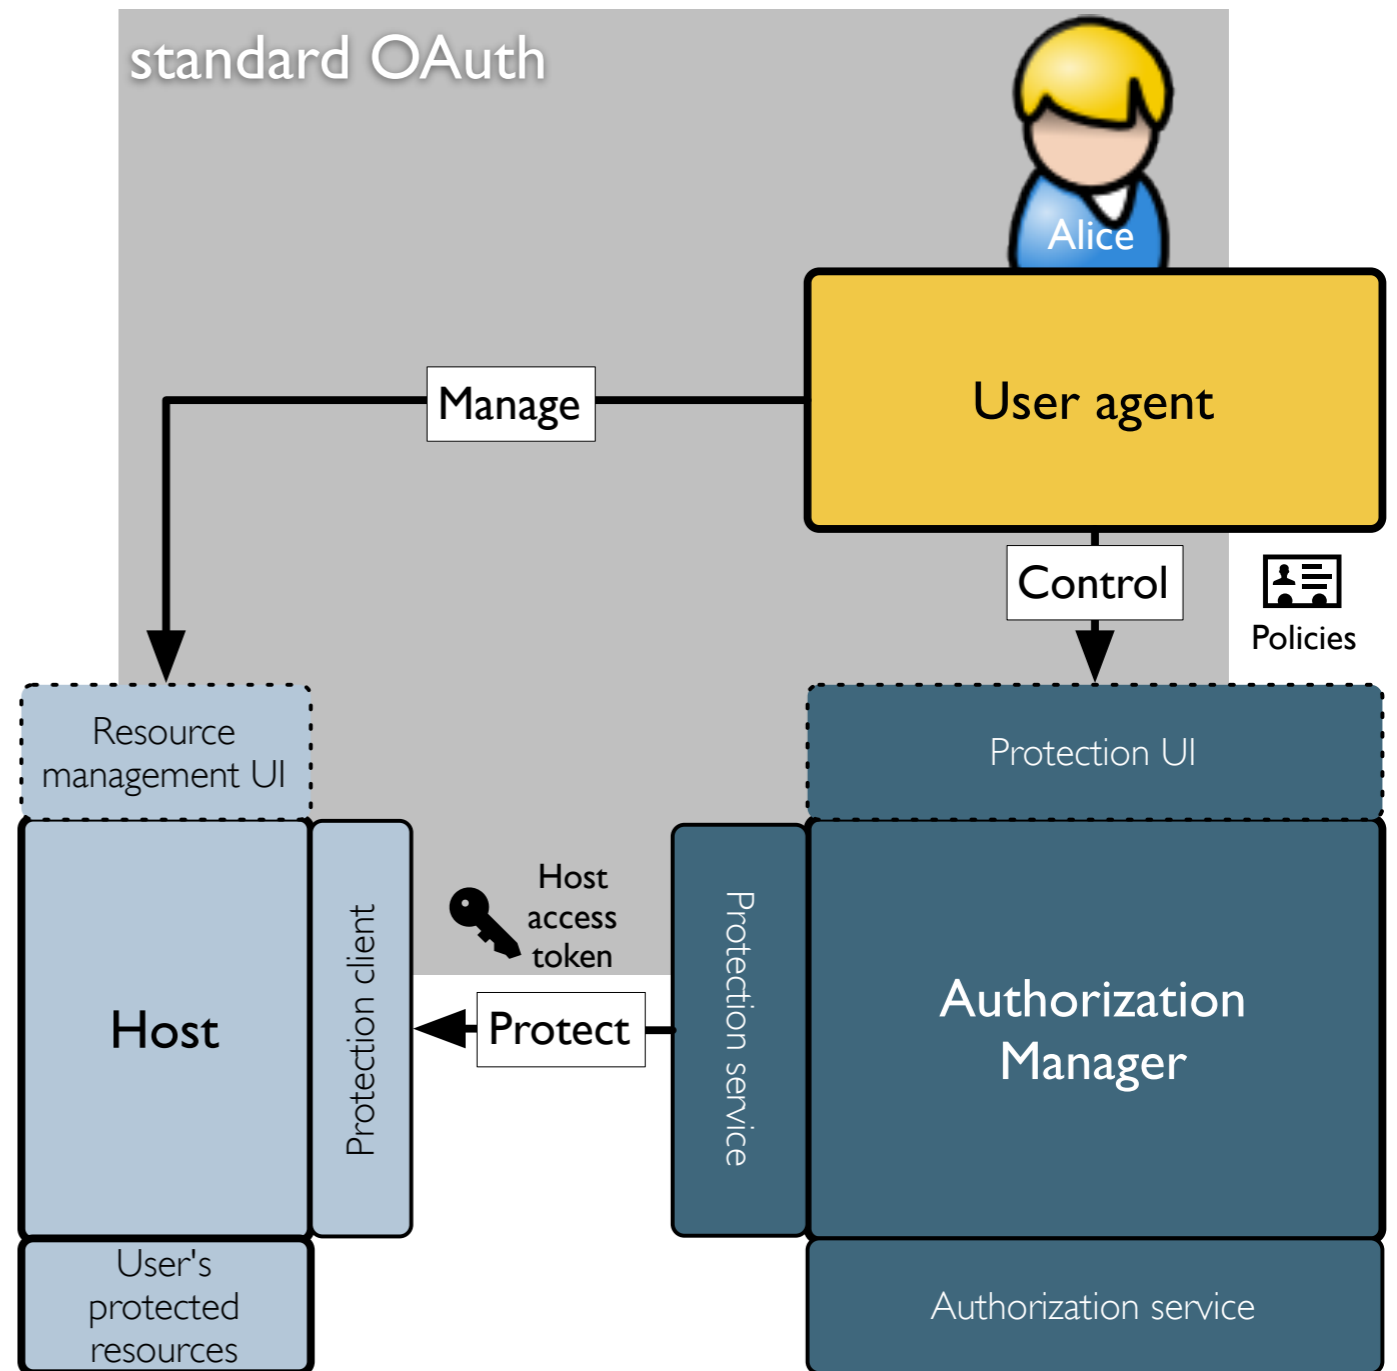 standard OAuth
Alice
User agent
Manage
Control
Policies
Resource
management UI
Protection UI
Host
access
token
Host
Protection client
Protect
Protection service
Authorization
Manager
User's
protected
resources
Authorization service